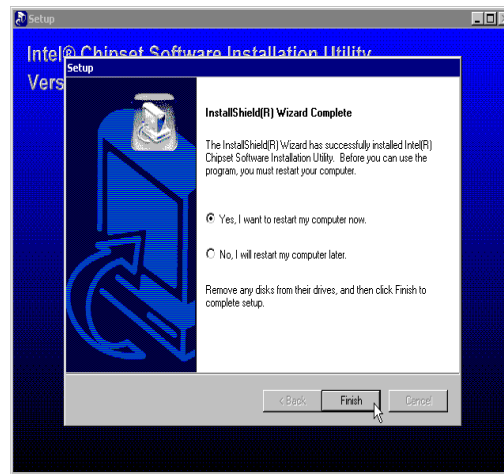 Setup
Intel® Chipset Software Installation Utility
Vers
Setup
InstallShield(R) Wizard Complete
The InstallShield(R) Wizard has successfully installed Intel(R)
Chipset Software Installation Utility. Before you can use the
program, you must restart your computer.
Yes, I want to restart my computer now.
No, I will restart my computer later.
Remove any disks from their drives, and then click Finish to
complete setup.
< Back Finish Cancel